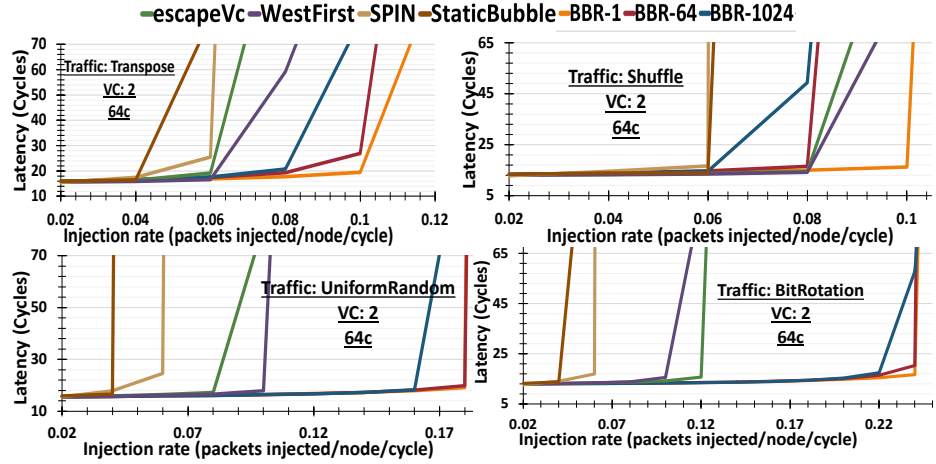 escapeVc WestFirst SPIN StaticBubble BBR-1 BBR-64 BBR-1024
Latency (Cycles)
70
60
50
40
30
20
10
Traffic: Transpose
VC: 2
64c
0.02 0.04 0.06 0.08 0.1 0.12
Injection rate (packets injected/node/cycle)
Latency (Cycles)
65
55
45
35
25
15
5
Traffic: Shuffle
VC: 2
64c
0.02 0.04 0.06 0.08 0.1
Injection rate (packets injected/node/cycle)
Latency (Cycles)
70
50
30
10
Traffic: UniformRandom
VC: 2
64c
0.02 0.07 0.12 0.17
Injection rate (packets injected/node/cycle)
Latency (Cycles)
65
45
25
5
Traffic: BitRotation
VC: 2
64c
0.02 0.07 0.12 0.17 0.22
Injection rate (packets injected/node/cycle)